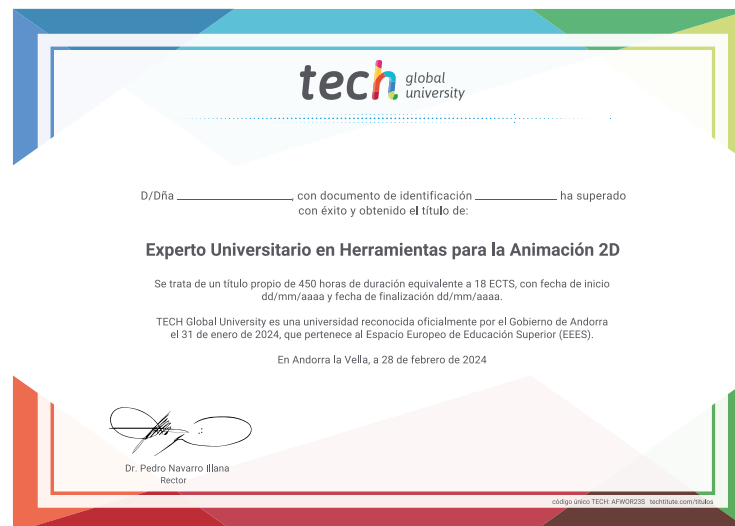 tech global university
D/Dña ____________, con documento de identificación ____________ ha superado
con éxito y obtenido el título de:
Experto Universitario en Herramientas para la Animación 2D
Se trata de un título propio de 450 horas de duración equivalente a 18 ECTS, con fecha de inicio
dd/mm/aaaa y fecha de finalización dd/mm/aaaa.
TECH Global University es una universidad reconocida oficialmente por el Gobierno de Andorra
el 31 de enero de 2024, que pertenece al Espacio Europeo de Educación Superior (EEES).
En Andorra la Vella, a 28 de febrero de 2024
Dr. Pedro Navarro Illana
Rector
código único TECH: AFWOR23S techtitute.com/titulos